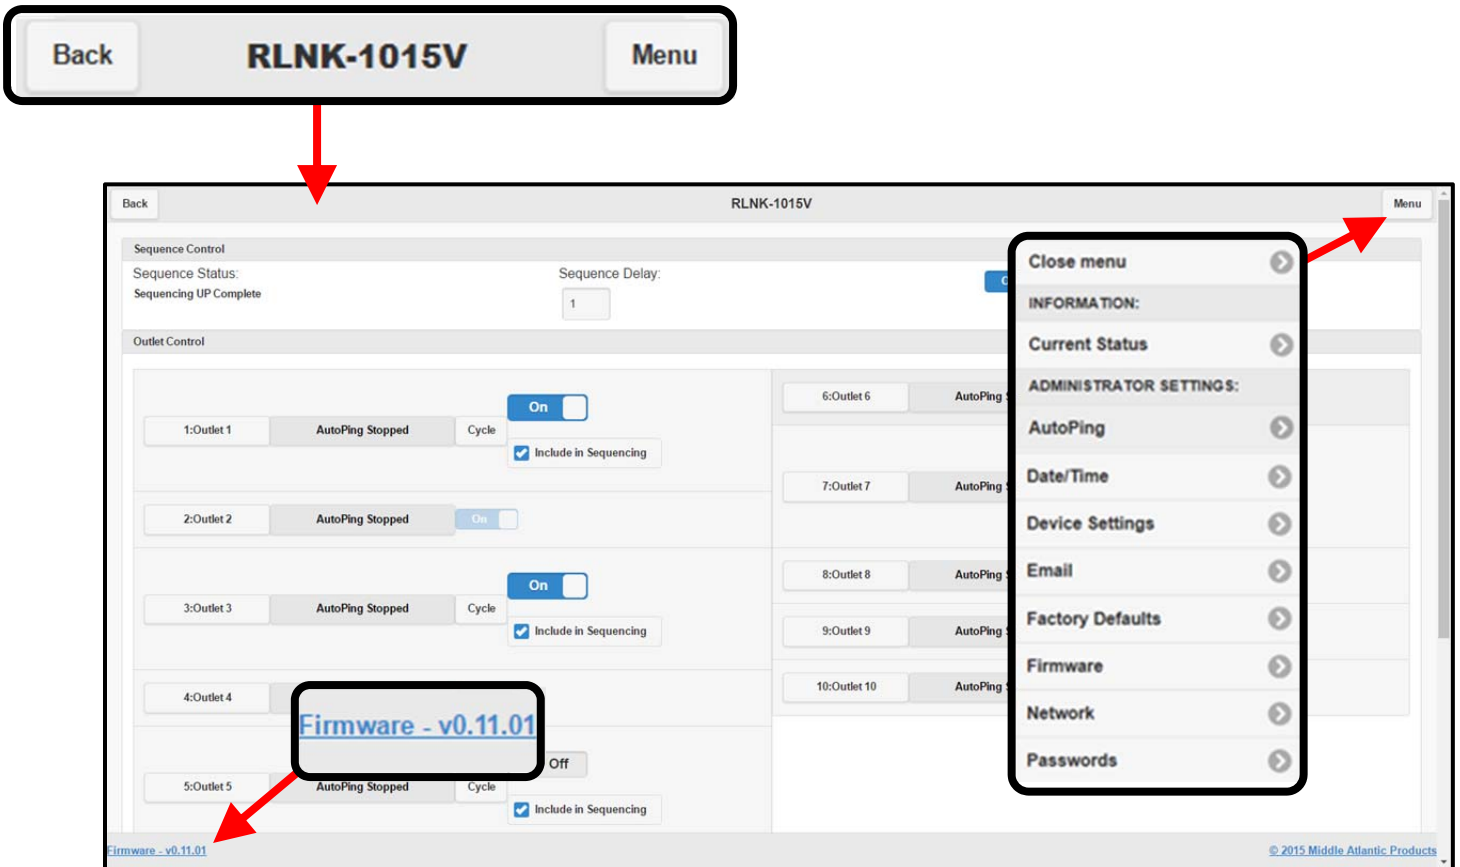 Back RLNK-1015V Menu
Back RLNK-1015V Menu
Sequence Control
Sequence Status: Sequence Delay:
Sequencing UP Complete
1
Outlet Control
1:Outlet 1 AutoPing Stopped Cycle On
Include in Sequencing
2:Outlet 2 AutoPing Stopped On
3:Outlet 3 AutoPing Stopped Cycle On
Include in Sequencing
4:Outlet 4
Firmware - v0.11.01
5:Outlet 5 AutoPing Stopped Cycle Off
Include in Sequencing
6:Outlet 6 AutoPing
7:Outlet 7 AutoPing
8:Outlet 8 AutoPing
9:Outlet 9 AutoPing
10:Outlet 10 AutoPing
Close menu
INFORMATION:
Current Status
ADMINISTRATOR SETTINGS:
AutoPing
Date/Time
Device Settings
Email
Factory Defaults
Firmware
Network
Passwords
Firmware - v0.11.01
© 2015 Middle Atlantic Products